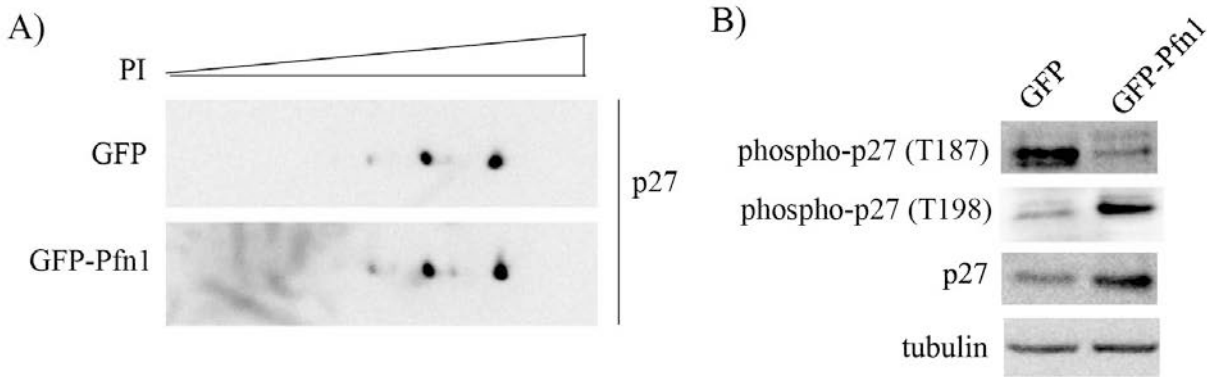 A)
PI
GFP
GFP-Pfn1
p27
B)
GFP
GFP-Pfn1
phospho-p27 (T187)
phospho-p27 (T198)
p27
tubulin